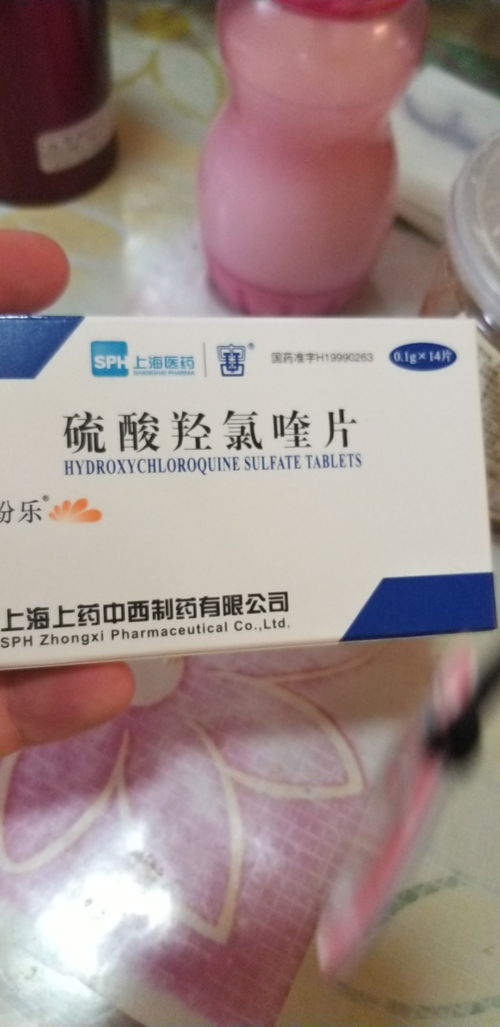 SPH 上海医药 ® 国药准字H19990263 0.1g×14片
SHANGHAI PHARMA
硫酸羟氯喹片
HYDROXYCHLOROQUINE SULFATE TABLETS
纷乐®
上海上药中西制药有限公司
SPH Zhongxi Pharmaceutical Co.,Ltd.